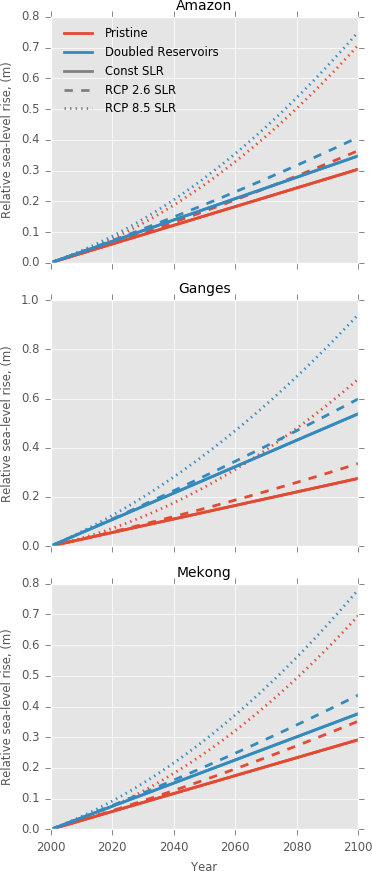 Amazon
0.8
0.7
0.6
0.5
0.4
0.3
0.2
0.1
0.0
Relative sea-level rise, (m)
Pristine
Doubled Reservoirs
Const SLR
RCP 2.6 SLR
RCP 8.5 SLR
Ganges
1.0
0.8
0.6
0.4
0.2
0.0
Relative sea-level rise, (m)
Mekong
0.8
0.7
0.6
0.5
0.4
0.3
0.2
0.1
0.0
Relative sea-level rise, (m)
2000 2020 2040 2060 2080 2100
Year